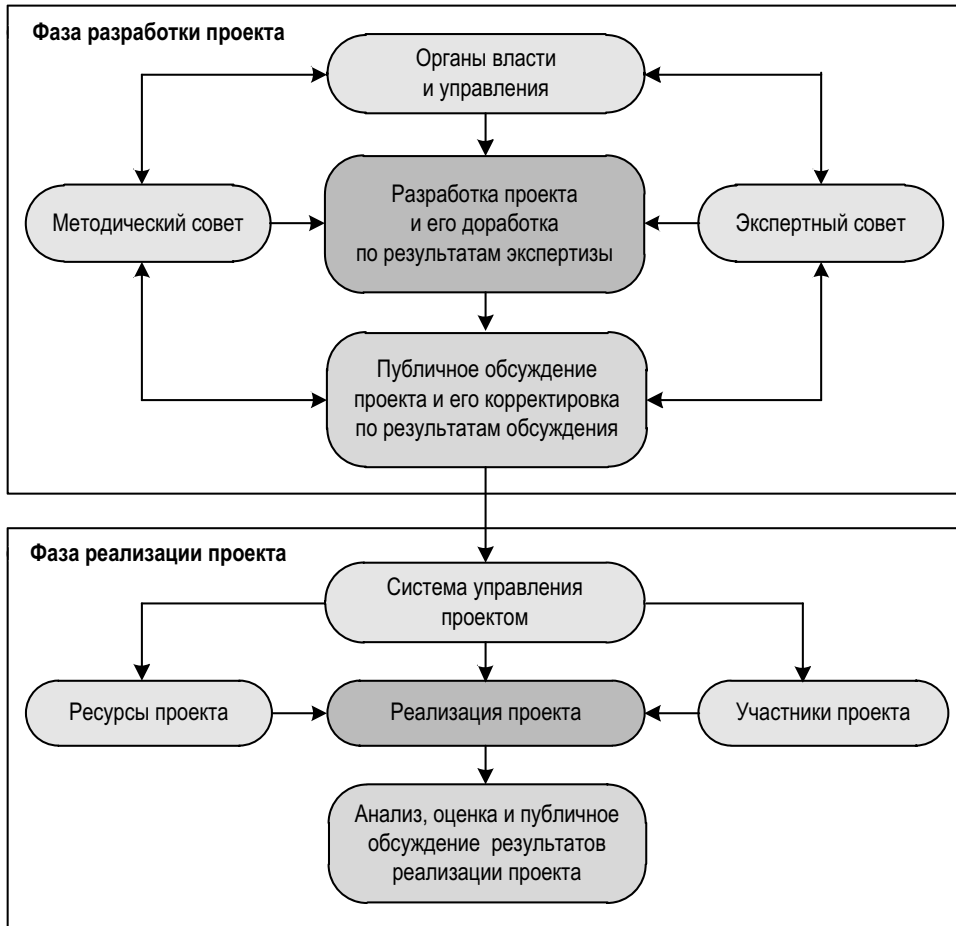 Фаза разработки проекта
Органы власти
и управления
Методический совет
Разработка проекта
и его доработка
по результатам экспертизы
Экспертный совет
Публичное обсуждение
проекта и его корректировка
по результатам обсуждения
Фаза реализации проекта
Система управления
проектом
Ресурсы проекта
Реализация проекта
Участники проекта
Анализ, оценка и публичное
обсуждение результатов
реализации проекта